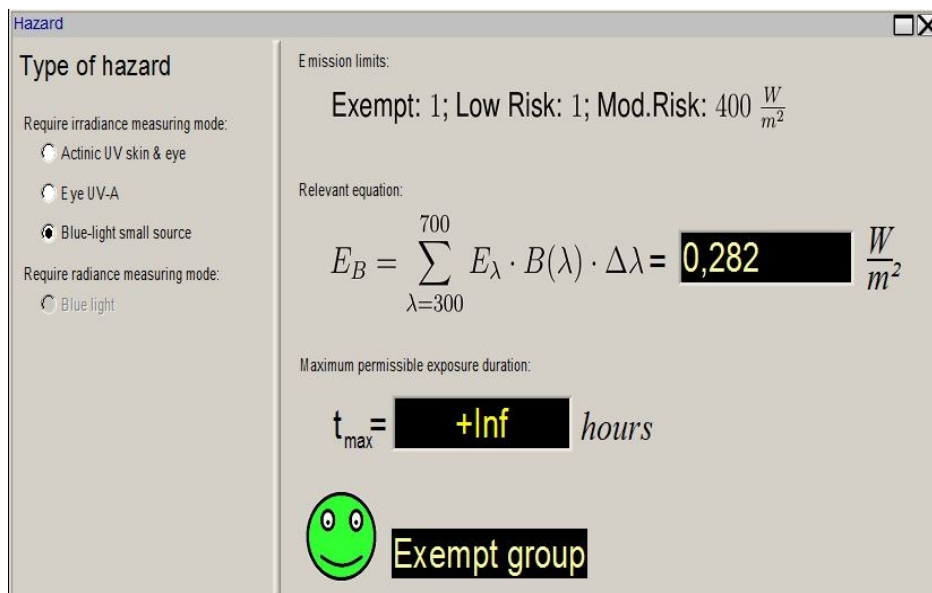 Hazard
Type of hazard
Require irradiance measuring mode:
Actinic UV skin & eye
Eye UV-A
Blue-light small source
Require radiance measuring mode:
Blue light
Emission limits:
Exempt: 1; Low Risk: 1; Mod.Risk: 400 W/m²
Relevant equation:
700
E_B = ∑ E_λ · B(λ) · Δλ = 0,282 W/m²
λ=300
Maximum permissible exposure duration:
t_max= +Inf hours
Exempt group